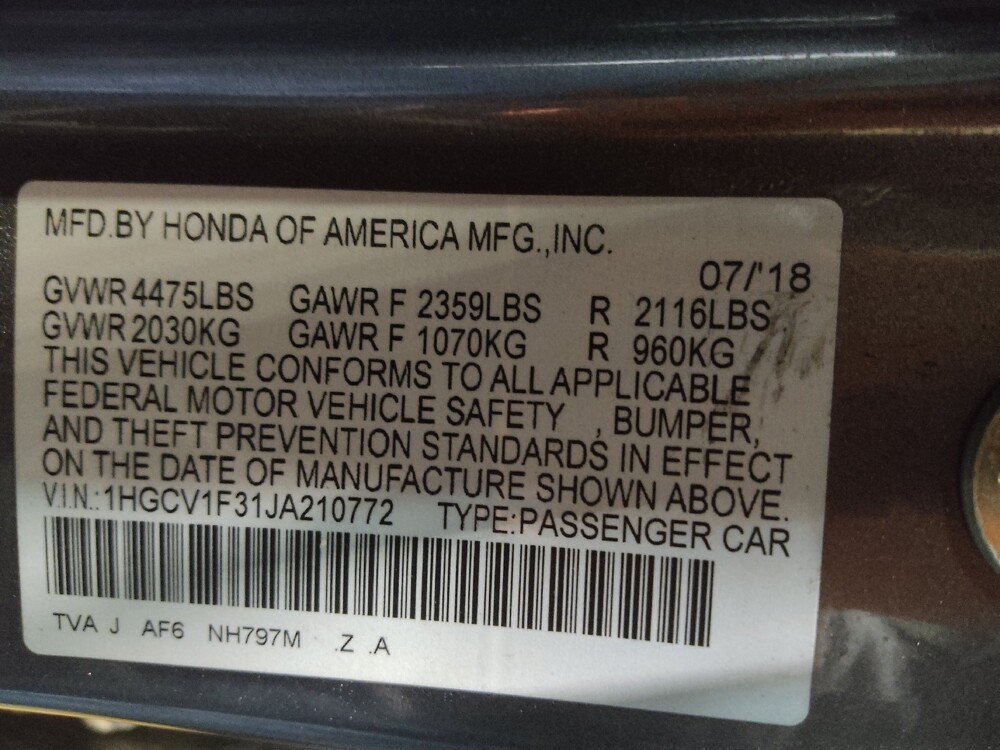 MFD.BY HONDA OF AMERICA MFG.,INC.
07/'18
GVWR 4475LBS GAWR F 2359LBS R 2116LBS
GVWR 2030KG GAWR F 1070KG R 960KG
THIS VEHICLE CONFORMS TO ALL APPLICABLE
FEDERAL MOTOR VEHICLE SAFETY , BUMPER,
AND THEFT PREVENTION STANDARDS IN EFFECT
ON THE DATE OF MANUFACTURE SHOWN ABOVE.
V.I.N.:1HGCV1F31JA210772 TYPE:PASSENGER CAR
TVA J AF6 NH797M .Z .A